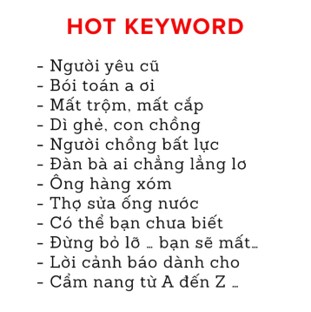 HOT KEYWORD
- Người yêu cũ
- Bói toán a ơi
- Mất trộm, mất cắp
- Dì ghẻ, con chồng
- Người chồng bất lực
- Đàn bà ai chẳng lẳng lơ
- Ông hàng xóm
- Thợ sửa ống nước
- Có thể bạn chưa biết
- Đừng bỏ lỡ … bạn sẽ mất…
- Lời cảnh báo dành cho
- Cẩm nang từ A đến Z …